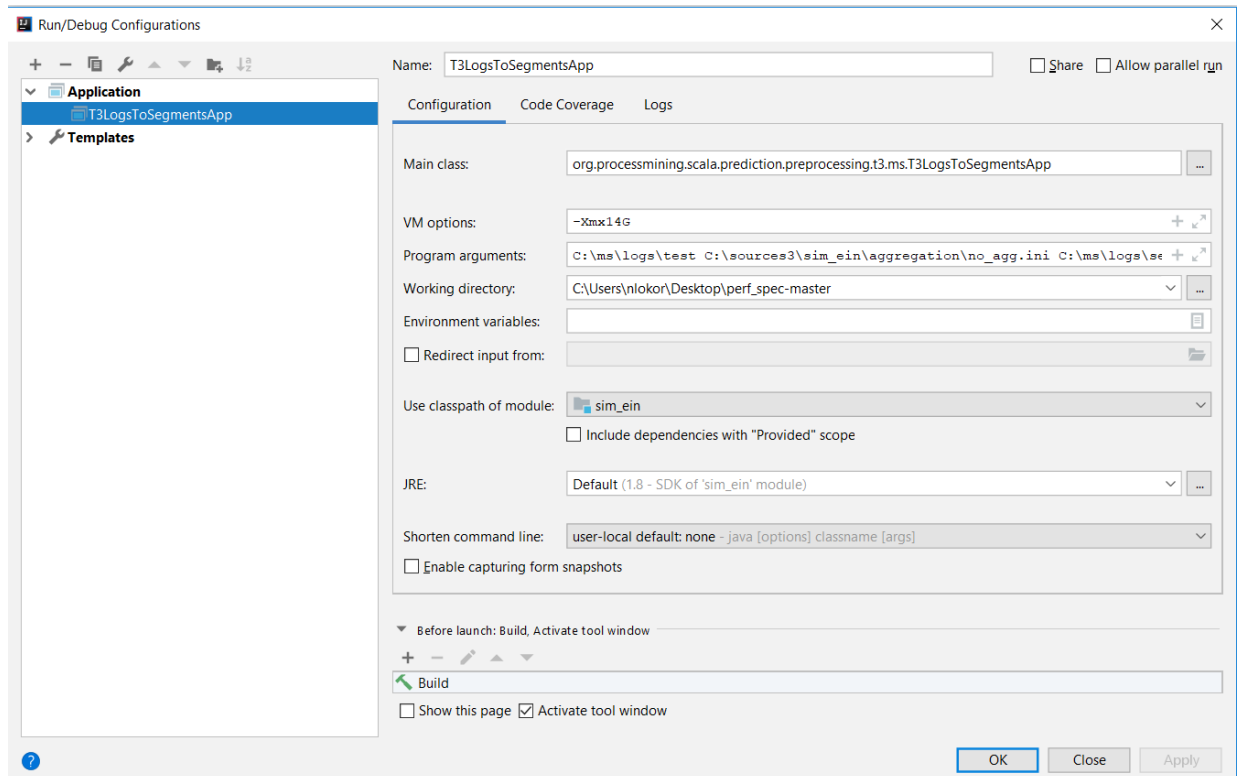 Run/Debug Configurations
Name: T3LogsToSegmentsApp Share Allow parallel run
Application
T3LogsToSegmentsApp
Templates
Configuration Code Coverage Logs
Main class: org.processmining.scala.prediction.preprocessing.t3.ms.T3LogsToSegmentsApp ...
VM options: -Xmx14G
Program arguments: C:\ms\logs\test C:\sources3\sim_ein\aggregation\no_agg.ini C:\ms\logs\se
Working directory: C:\Users\nlokor\Desktop\perf_spec-master ...
Environment variables:
Redirect input from:
Use classpath of module: sim_ein
Include dependencies with "Provided" scope
JRE: Default (1.8 - SDK of 'sim_ein' module) ...
Shorten command line: user-local default: none - java [options] classname [args]
Enable capturing form snapshots
Before launch: Build, Activate tool window
Build
Show this page Activate tool window
? OK Close Apply